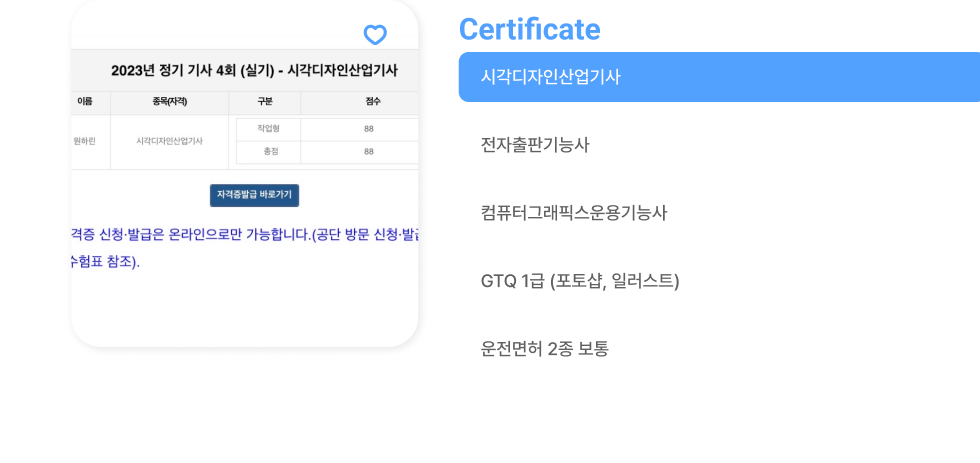 2023년 정기 기사 4회 (실기) - 시각디자인산업기사
이름 종목(자격) 구분 점수
원하린 시각디자인산업기사 작업형 88
총점 88
자격증발급 바로가기
격증 신청·발급은 온라인으로만 가능합니다.(공단 방문 신청·발급
수험표 참조).
Certificate
시각디자인산업기사
전자출판기능사
컴퓨터그래픽스운용기능사
GTQ 1급 (포토샵, 일러스트)
운전면허 2종 보통